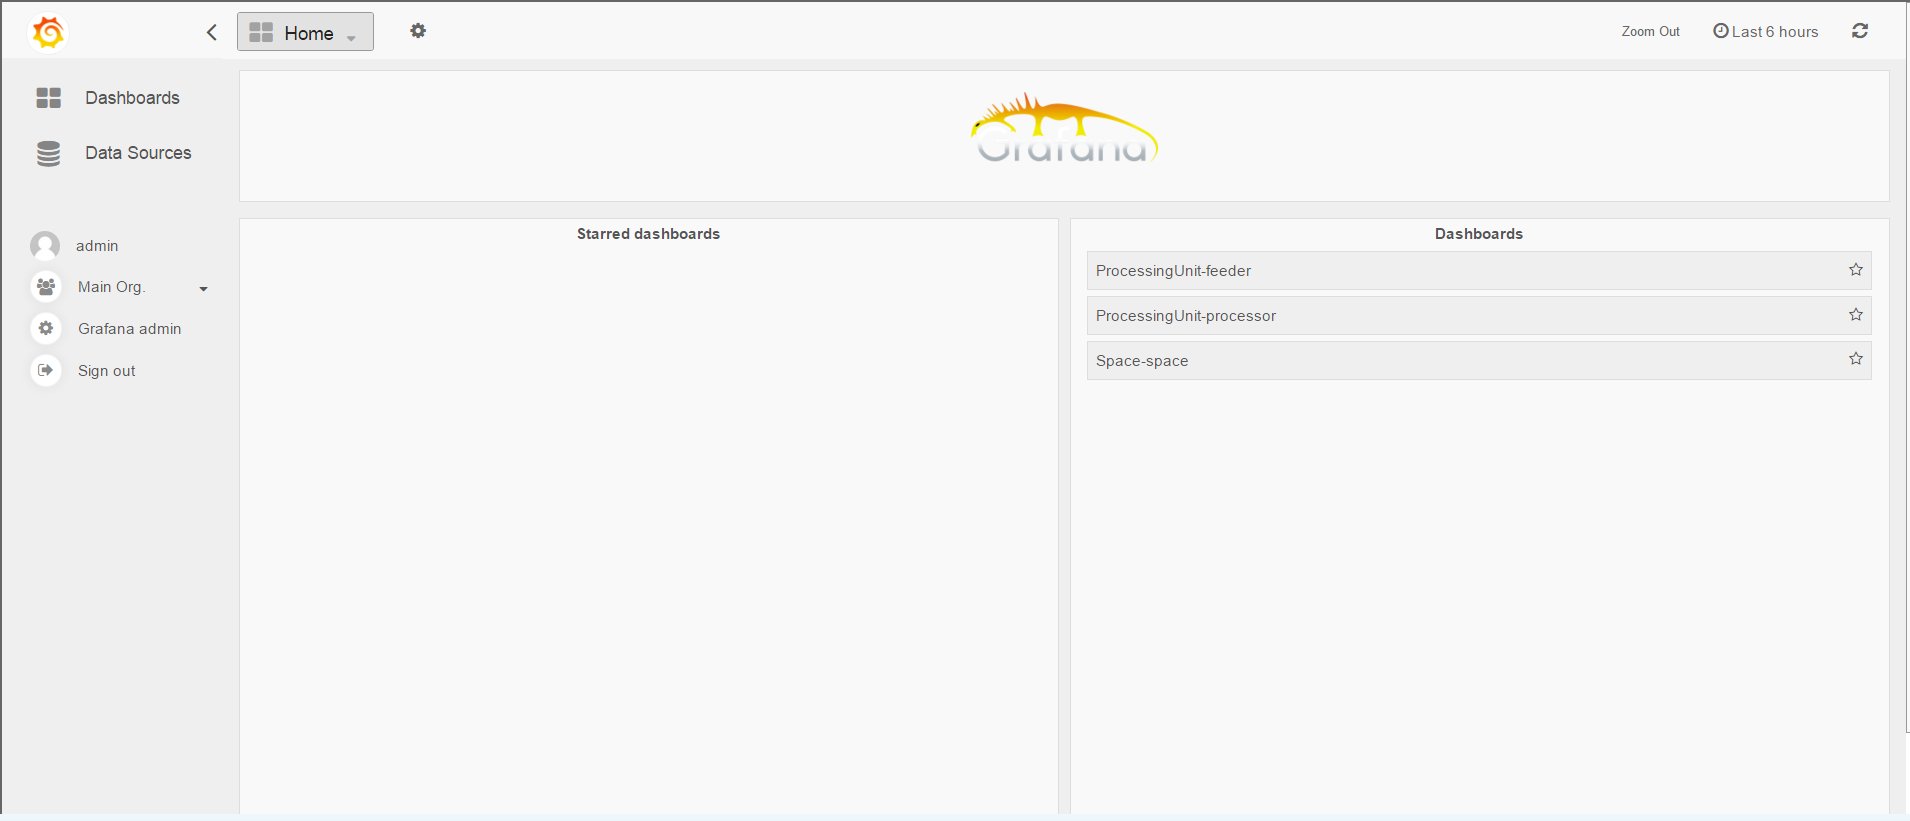 Home
Zoom Out
Last 6 hours
Dashboards
Data Sources
admin
Main Org.
Grafana admin
Sign out
Grafana
Starred dashboards
Dashboards
ProcessingUnit-feeder
ProcessingUnit-processor
Space-space